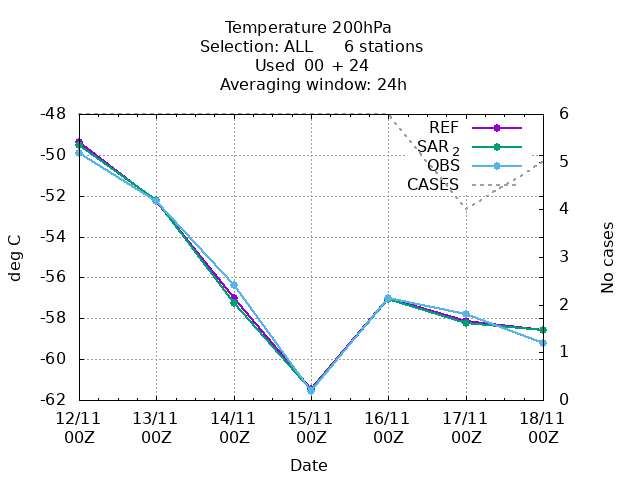 Temperature 200hPa
Selection: ALL 6 stations
Used 00 + 24
Averaging window: 24h
-48
-50
-52
-54
-56
-58
-60
-62
deg C
6
5
4
3
2
1
0
No cases
REF
SAR 2
OBS
CASES
12/11 13/11 14/11 15/11 16/11 17/11 18/11
00Z 00Z 00Z 00Z 00Z 00Z 00Z
Date